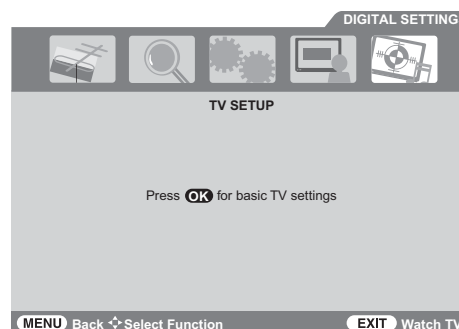 DIGITAL SETTING
TV SETUP
Press OK for basic TV settings
MENU Back Select Function EXIT Watch TV